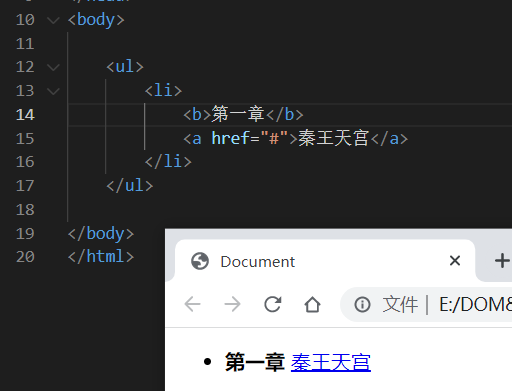 10 <body>
11
12 <ul>
13 <li>
14 <b>第一章</b>
15 <a href="#">秦王天宫</a>
16 </li>
17 </ul>
18
19 </body>
20 </html>
Document
文件 | E:/DOM&
• 第一章 秦王天宫